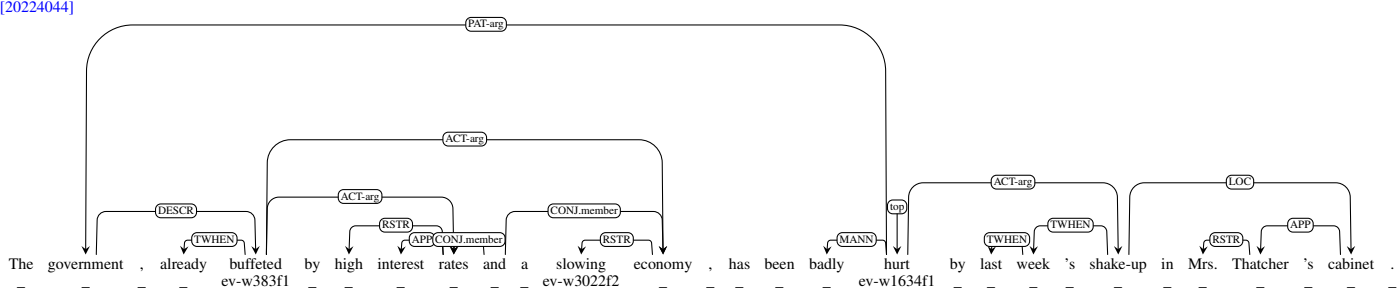 [20224044]
PAT-arg
ACT-arg
ACT-arg LOC
ACT-arg top
DESCR CONJ.member
RSTR TWHEN APP
TWHEN APP CONJ.member RSTR MANN TWHEN RSTR
The government , already buffeted by high interest rates and a slowing economy , has been badly hurt by last week 's shake-up in Mrs. Thatcher 's cabinet .
_ _ _ _ ev-w383f1 _ _ _ _ _ _ ev-w3022f2 _ _ _ _ _ ev-w1634f1 _ _ _ _ _ _ _ _ _ _ _